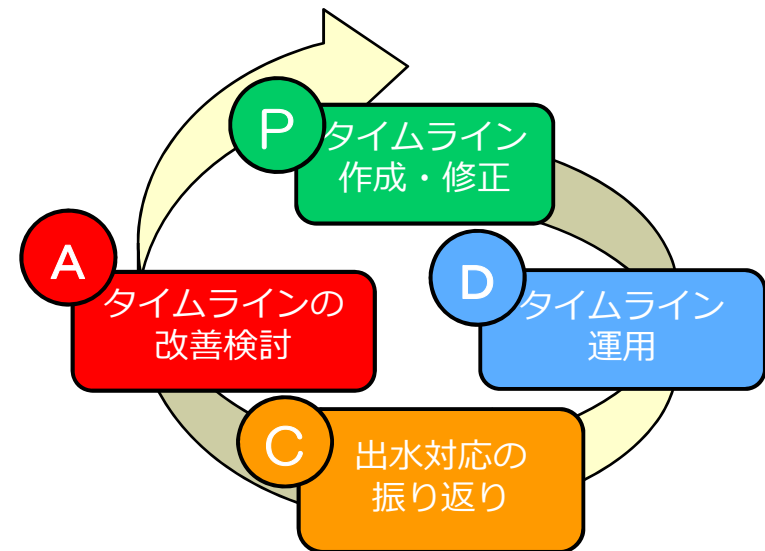 P
タイムライン
作成・修正
D
タイムライン
運用
C
出水対応の
振り返り
A
タイムラインの
改善検討